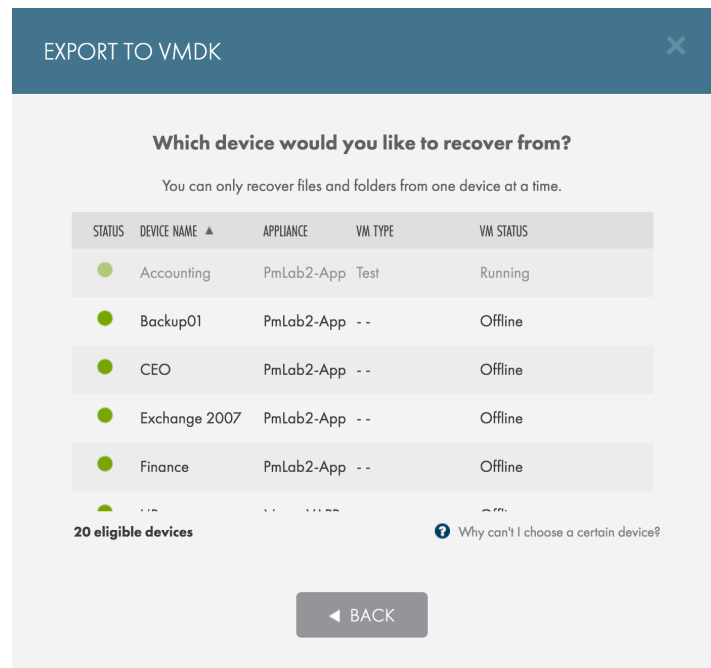 EXPORT TO VMDK
Which device would you like to recover from?
You can only recover files and folders from one device at a time.
STATUS DEVICE NAME ▲ APPLIANCE VM TYPE VM STATUS
Accounting PmLab2-App Test Running
Backup01 PmLab2-App - - Offline
CEO PmLab2-App - - Offline
Exchange 2007 PmLab2-App - - Offline
Finance PmLab2-App - - Offline
20 eligible devices ? Why can't I choose a certain device?
◀ BACK